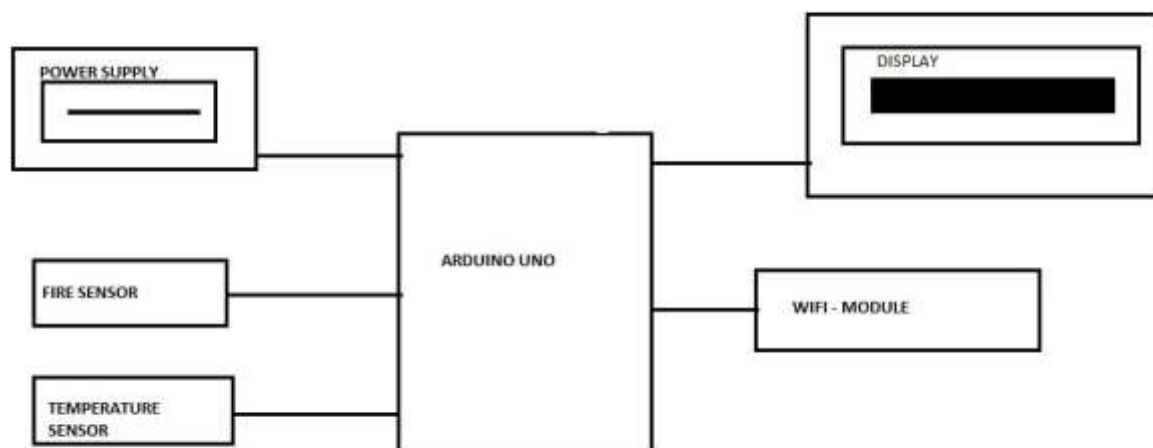 POWER SUPPLY
DISPLAY
ARDUINO UNO
FIRE SENSOR
WIFI - MODULE
TEMPERATURE
SENSOR